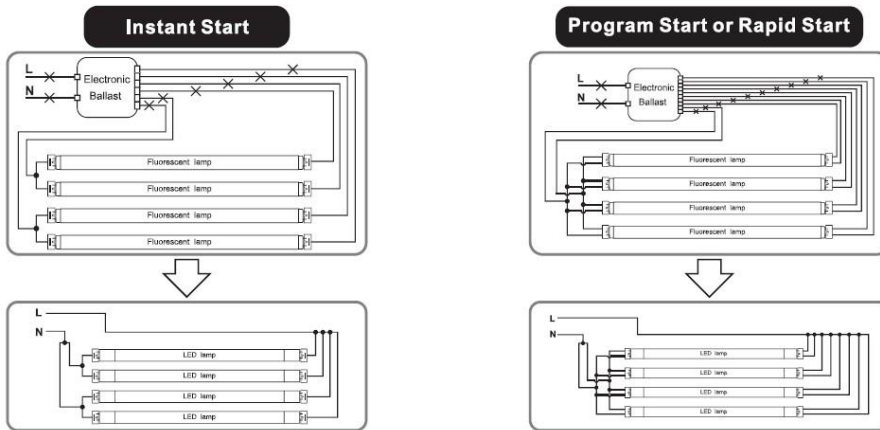 Instant Start
L
N
Electronic
Ballast
Fluorescent lamp
Fluorescent lamp
Fluorescent lamp
Fluorescent lamp
L
N
LED lamp
LED lamp
LED lamp
LED lamp
Program Start or Rapid Start
L
N
Electronic
Ballast
Fluorescent lamp
Fluorescent lamp
Fluorescent lamp
Fluorescent lamp
L
N
LED lamp
LED lamp
LED lamp
LED lamp